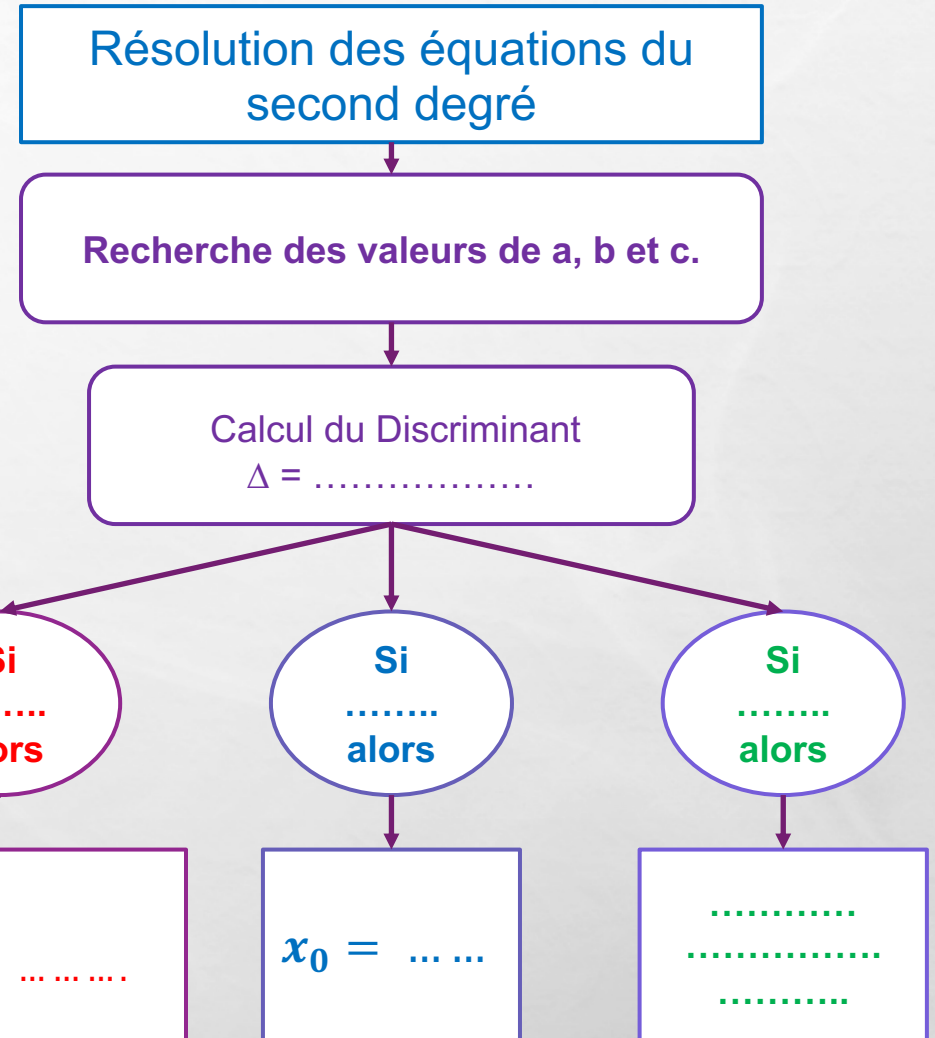 Résolution des équations du
second degré
Recherche des valeurs de a, b et c.
Calcul du Discriminant
Δ = ………………
Si
……..
alors
Si
……..
alors
x₀ = … …
… … … .
…………
…………….
………..